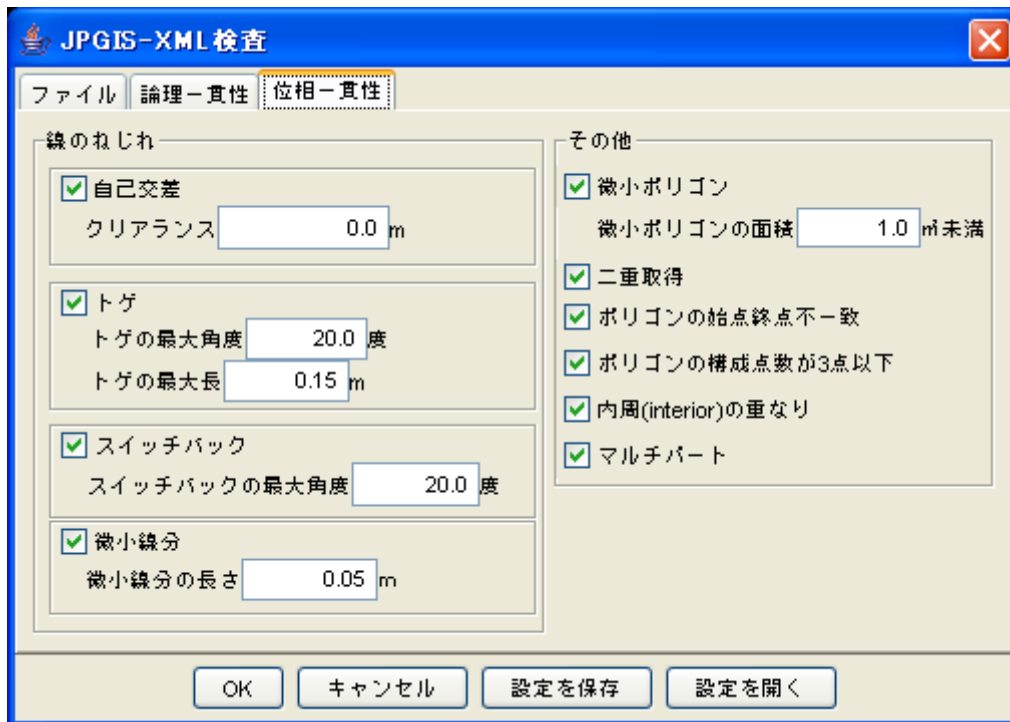 JPGIS-XML検査
ファイル 論理一貫性 位相一貫性
線のねじれ
自己交差
クリアランス 0.0 m
トゲ
トゲの最大角度 20.0 度
トゲの最大長 0.15 m
スイッチバック
スイッチバックの最大角度 20.0 度
微小線分
微小線分の長さ 0.05 m
その他
微小ポリゴン
微小ポリゴンの面積 1.0 ㎡未満
二重取得
ポリゴンの始点終点不一致
ポリゴンの構成点数が3点以下
内周(interior)の重なり
マルチパート
OK キャンセル 設定を保存 設定を開く